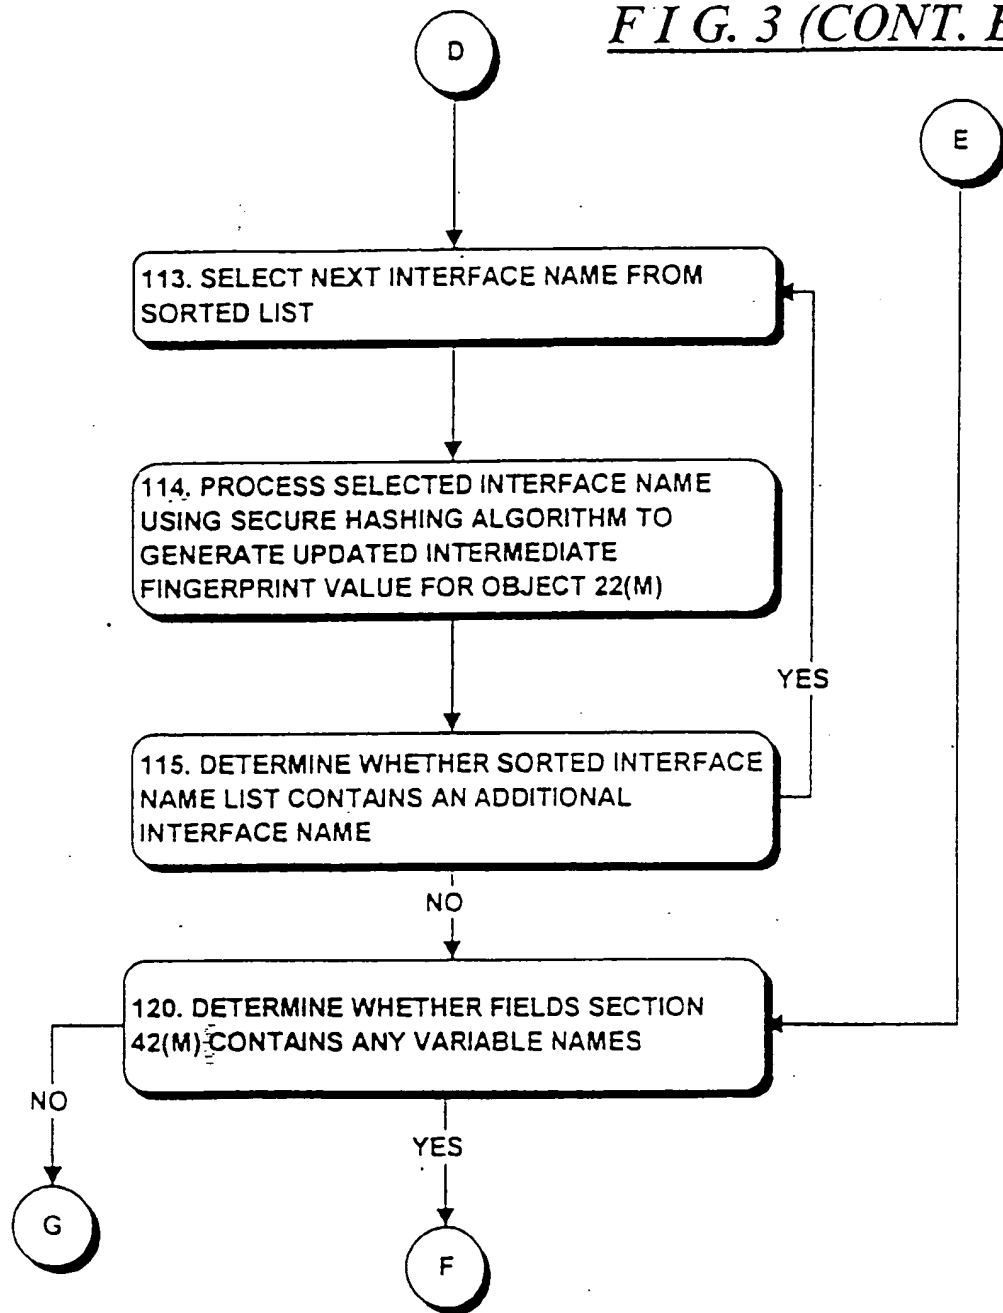 F I G. 3 (CONT.
D
E
113. SELECT NEXT INTERFACE NAME FROM
SORTED LIST
114. PROCESS SELECTED INTERFACE NAME
USING SECURE HASHING ALGORITHM TO
GENERATE UPDATED INTERMEDIATE
FINGERPRINT VALUE FOR OBJECT 22(M)
YES
115. DETERMINE WHETHER SORTED INTERFACE
NAME LIST CONTAINS AN ADDITIONAL
INTERFACE NAME
NO
120. DETERMINE WHETHER FIELDS SECTION
42(M) CONTAINS ANY VARIABLE NAMES
NO
YES
G
F